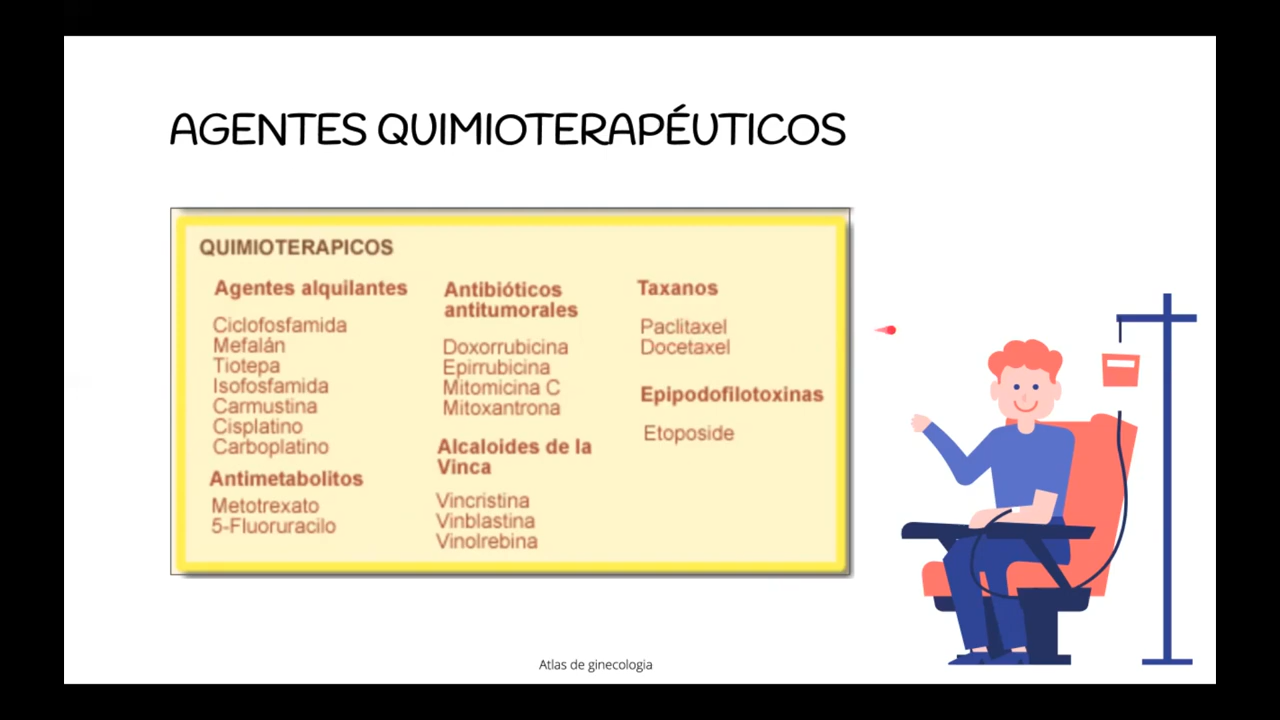 AGENTES QUIMIOTERAPÉUTICOS
QUIMIOTERAPICOS
Agentes alquilantes
Ciclofosfamida
Mefalán
Tiotepa
Isofosfamida
Carmustina
Cisplatino
Carboplatino
Antimetabolitos
Metotrexato
5-Fluoruracilo
Antibióticos
antitumorales
Doxorrubicina
Epirrubicina
Mitomicina C
Mitoxantrona
Alcaloides de la
Vinca
Vincristina
Vinblastina
Vinolrebina
Taxanos
Paclitaxel
Docetaxel
Epipodofilotoxinas
Etoposide
Atlas de ginecologia